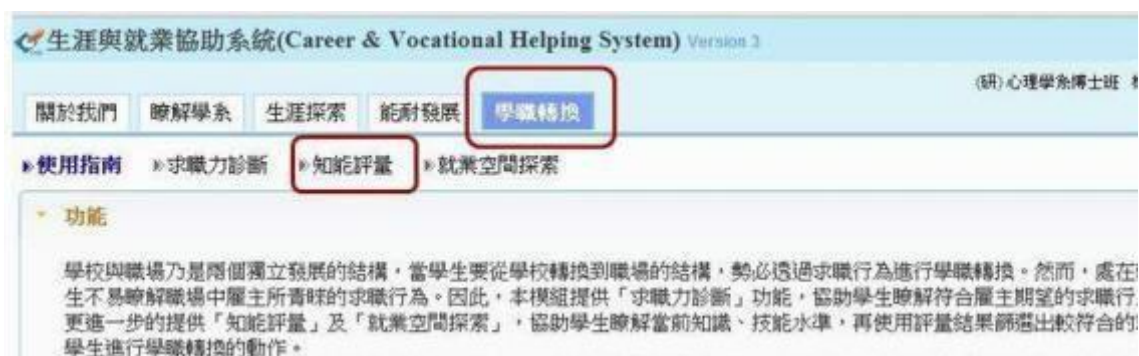 生涯與就業協助系統(Career & Vocational Helping System) Version 3
(研)心理學系博士班
關於我們 瞭解學系 生涯探索 能耐發展 學職轉換
使用指南 求職力診斷 知能評量 就業空間探索
功能
學校與職場乃是兩個獨立發展的結構,當學生要從學校轉換到職場的結構,勢必透過求職行為進行學職轉換。然而,處在
生不易瞭解職場中雇主所青睞的求職行為。因此,本模組提供「求職力診斷」功能,協助學生瞭解符合雇主期望的求職行
更進一步的提供「知能評量」及「就業空間探索」,協助學生瞭解當前知識、技能水準,再使用評量結果篩選出較符合的
學生進行學職轉換的動作。